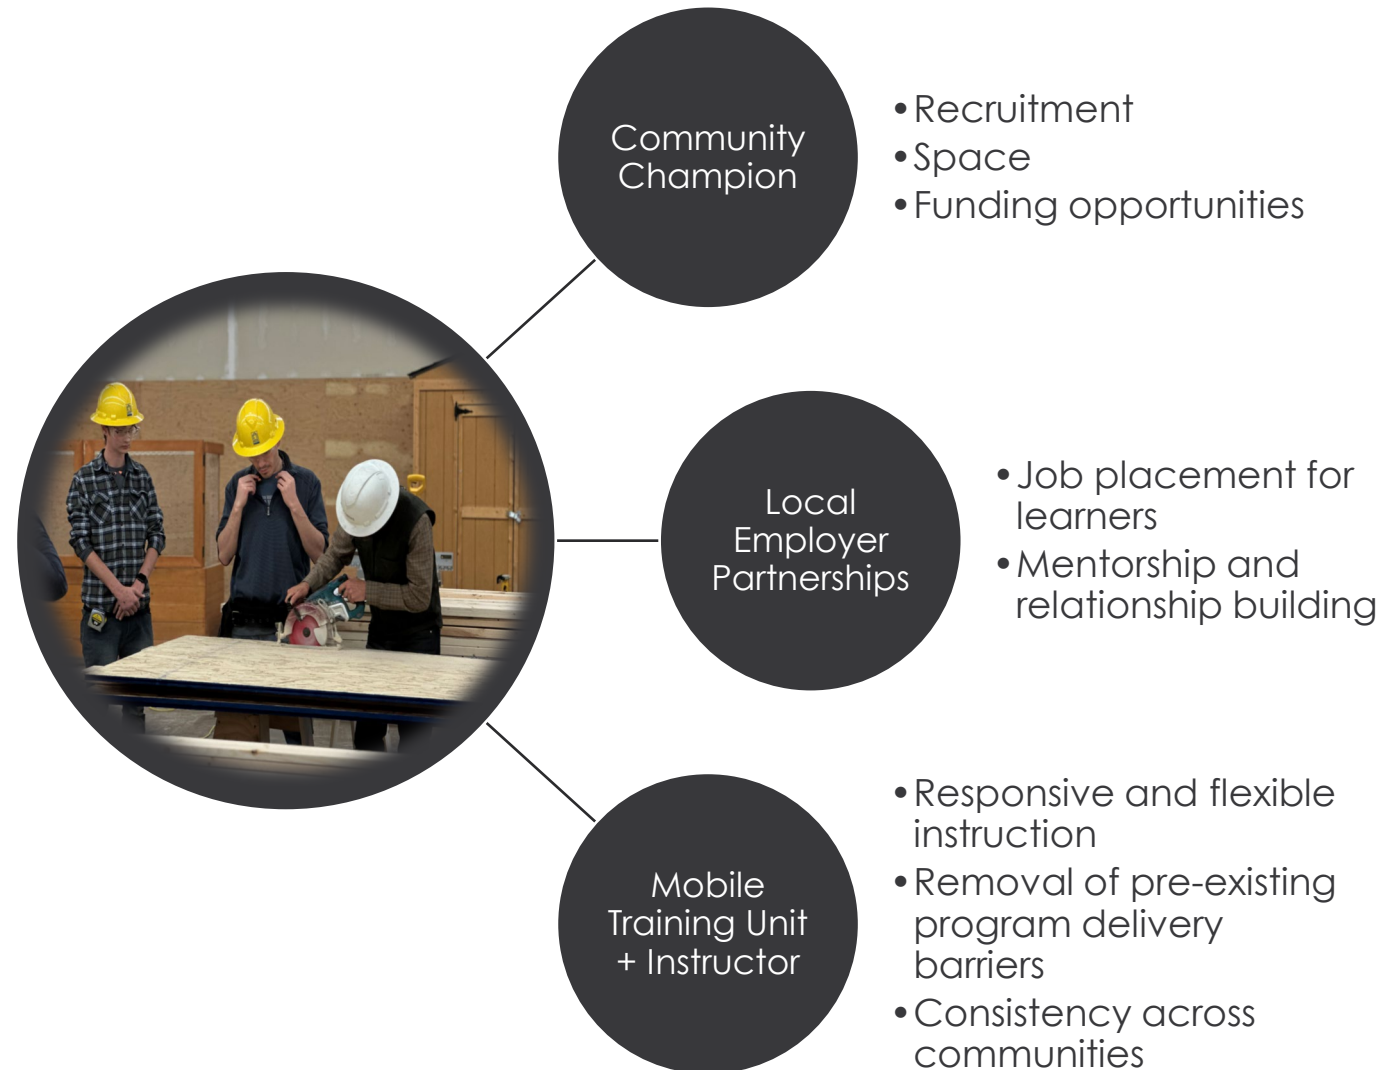 Community
Champion
•Recruitment
•Space
•Funding opportunities
Local
Employer
Partnerships
•Job placement for
learners
•Mentorship and
relationship building
Mobile
Training Unit
+ Instructor
•Responsive and flexible
instruction
•Removal of pre-existing
program delivery
barriers
•Consistency across
communities